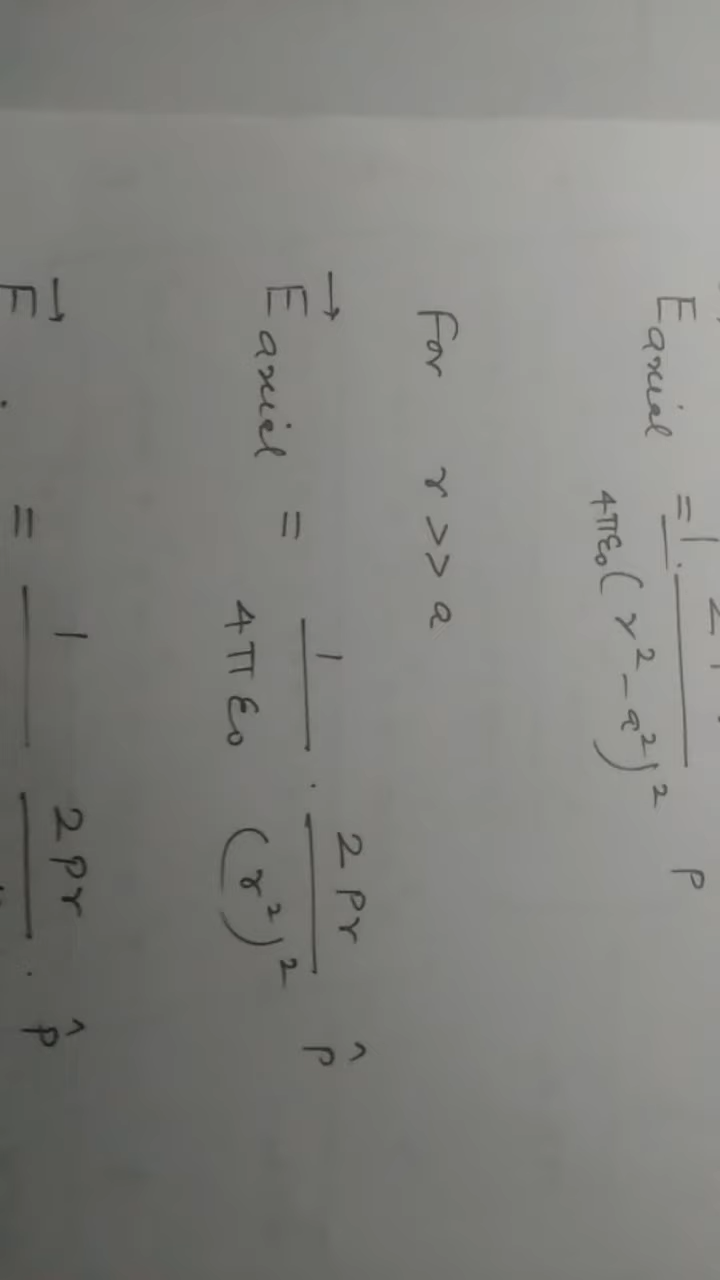 E axial = 1/4πε₀ . (r² - a²)² p
for r >> a
E⃗ axial = 1/4πε₀ . 2pr/(r²)² p̂
E⃗ = 1 2pr . p̂